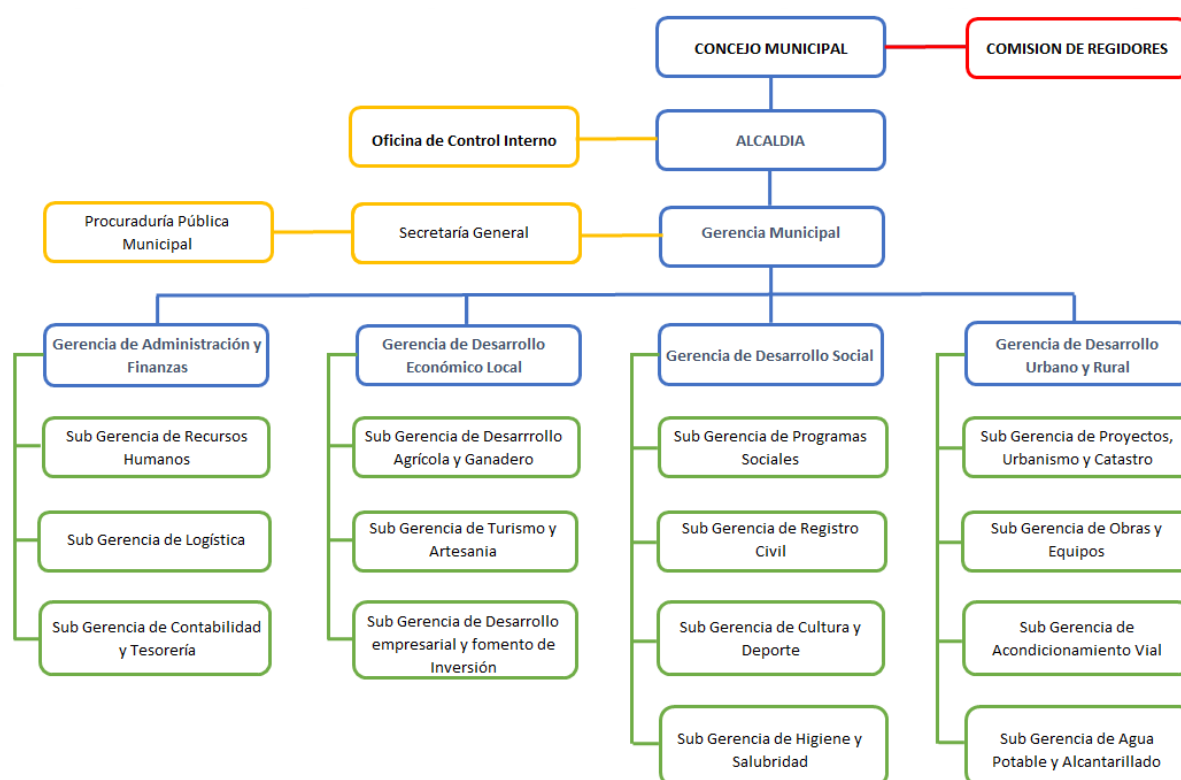 CONCEJO MUNICIPAL
COMISION DE REGIDORES
Oficina de Control Interno
ALCALDIA
Procuraduría Pública
Municipal
Secretaría General
Gerencia Municipal
Gerencia de Administración y
Finanzas
Gerencia de Desarrollo
Económico Local
Gerencia de Desarrollo Social
Gerencia de Desarrollo
Urbano y Rural
Sub Gerencia de Recursos
Humanos
Sub Gerencia de Desarrrollo
Agrícola y Ganadero
Sub Gerencia de Programas
Sociales
Sub Gerencia de Proyectos,
Urbanismo y Catastro
Sub Gerencia de Logística
Sub Gerencia de Turismo y
Artesania
Sub Gerencia de Registro
Civil
Sub Gerencia de Obras y
Equipos
Sub Gerencia de Contabilidad
y Tesorería
Sub Gerencia de Desarrollo
empresarial y fomento de
Inversión
Sub Gerencia de Cultura y
Deporte
Sub Gerencia de
Acondicionamiento Vial
Sub Gerencia de Higiene y
Salubridad
Sub Gerencia de Agua
Potable y Alcantarillado